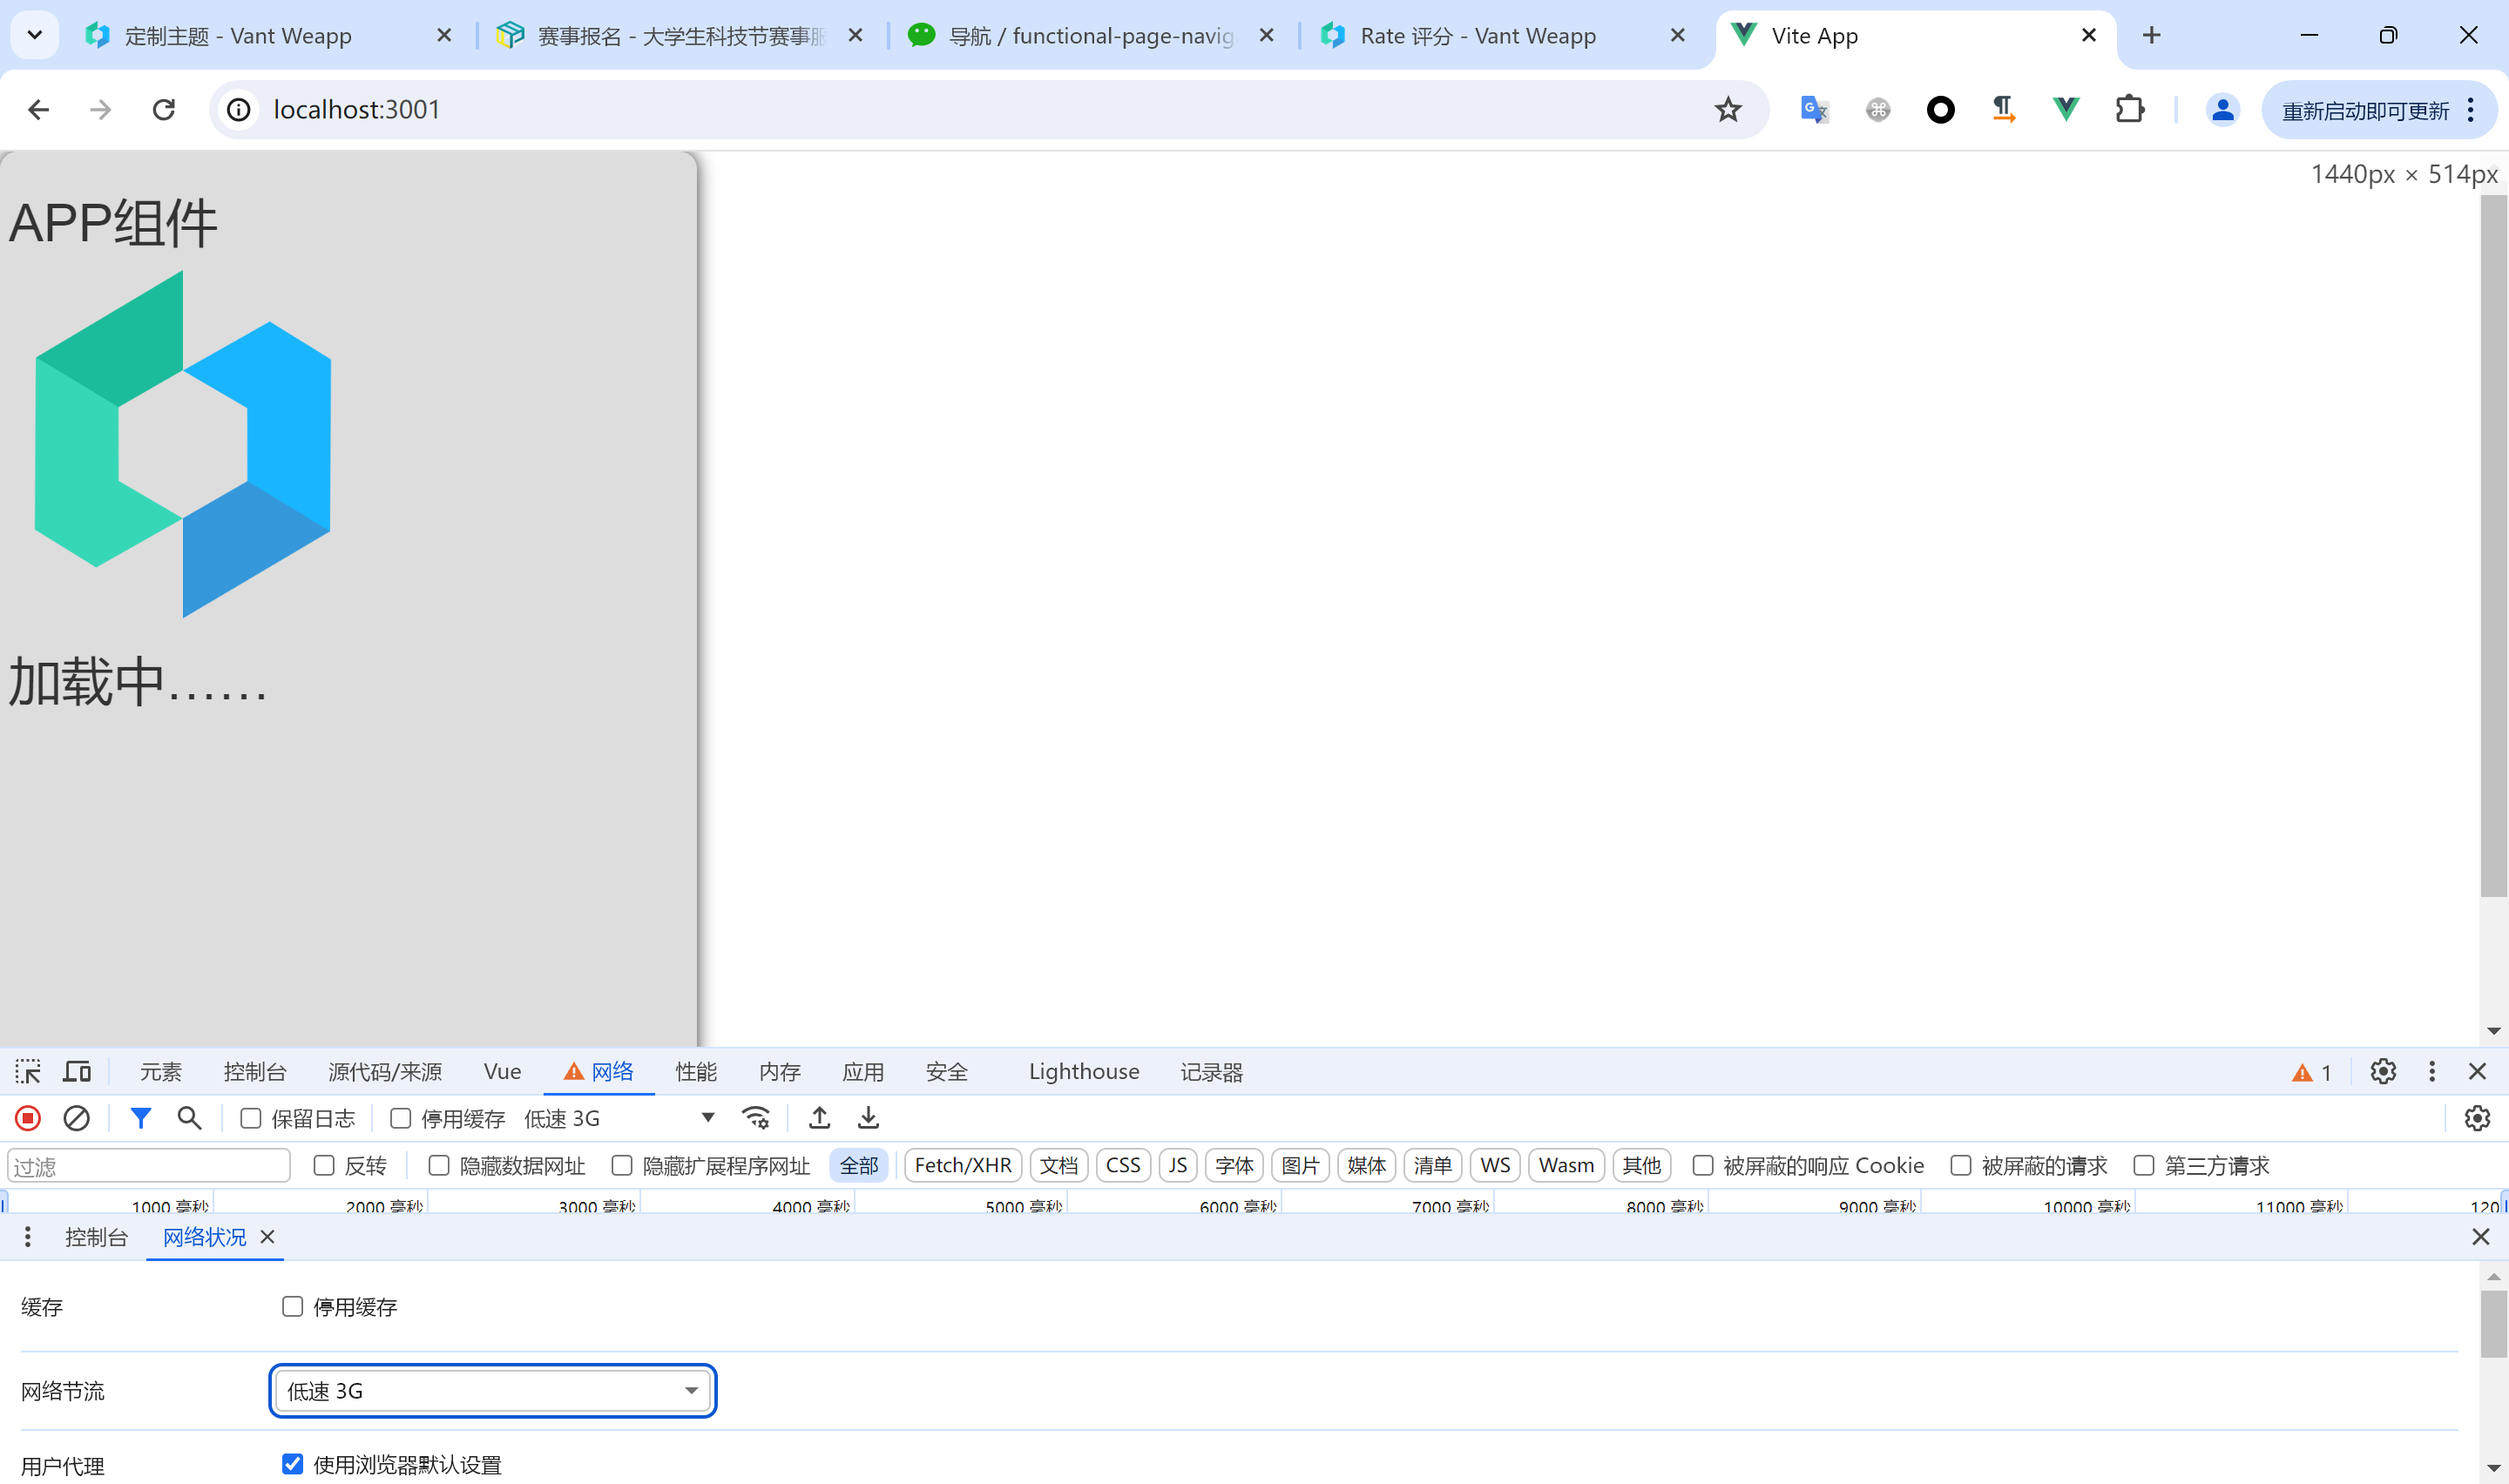 定制主题 - Vant Weapp
赛事报名 - 大学生科技节赛事服
导航 / functional-page-navig
Rate 评分 - Vant Weapp
Vite App
localhost:3001
重新启动即可更新
1440px × 514px
APP组件
加载中……
元素 控制台 源代码/来源 Vue 网络 性能 内存 应用 安全 Lighthouse 记录器 1
保留日志 停用缓存 低速 3G
过滤 反转 隐藏数据网址 隐藏扩展程序网址 全部 Fetch/XHR 文档 CSS JS 字体 图片 媒体 清单 WS Wasm 其他 被屏蔽的响应 Cookie 被屏蔽的请求 第三方请求
1000 毫秒 2000 毫秒 3000 毫秒 4000 毫秒 5000 毫秒 6000 毫秒 7000 毫秒 8000 毫秒 9000 毫秒 10000 毫秒 11000 毫秒 120
控制台 网络状况
缓存 停用缓存
网络节流 低速 3G
用户代理 使用浏览器默认设置